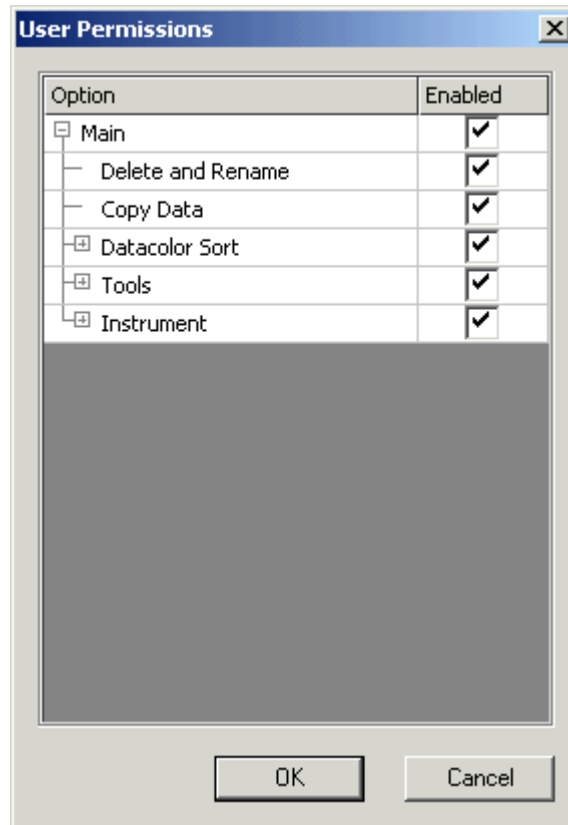 User Permissions
Option Enabled
Main
Delete and Rename
Copy Data
Datacolor Sort
Tools
Instrument
OK Cancel